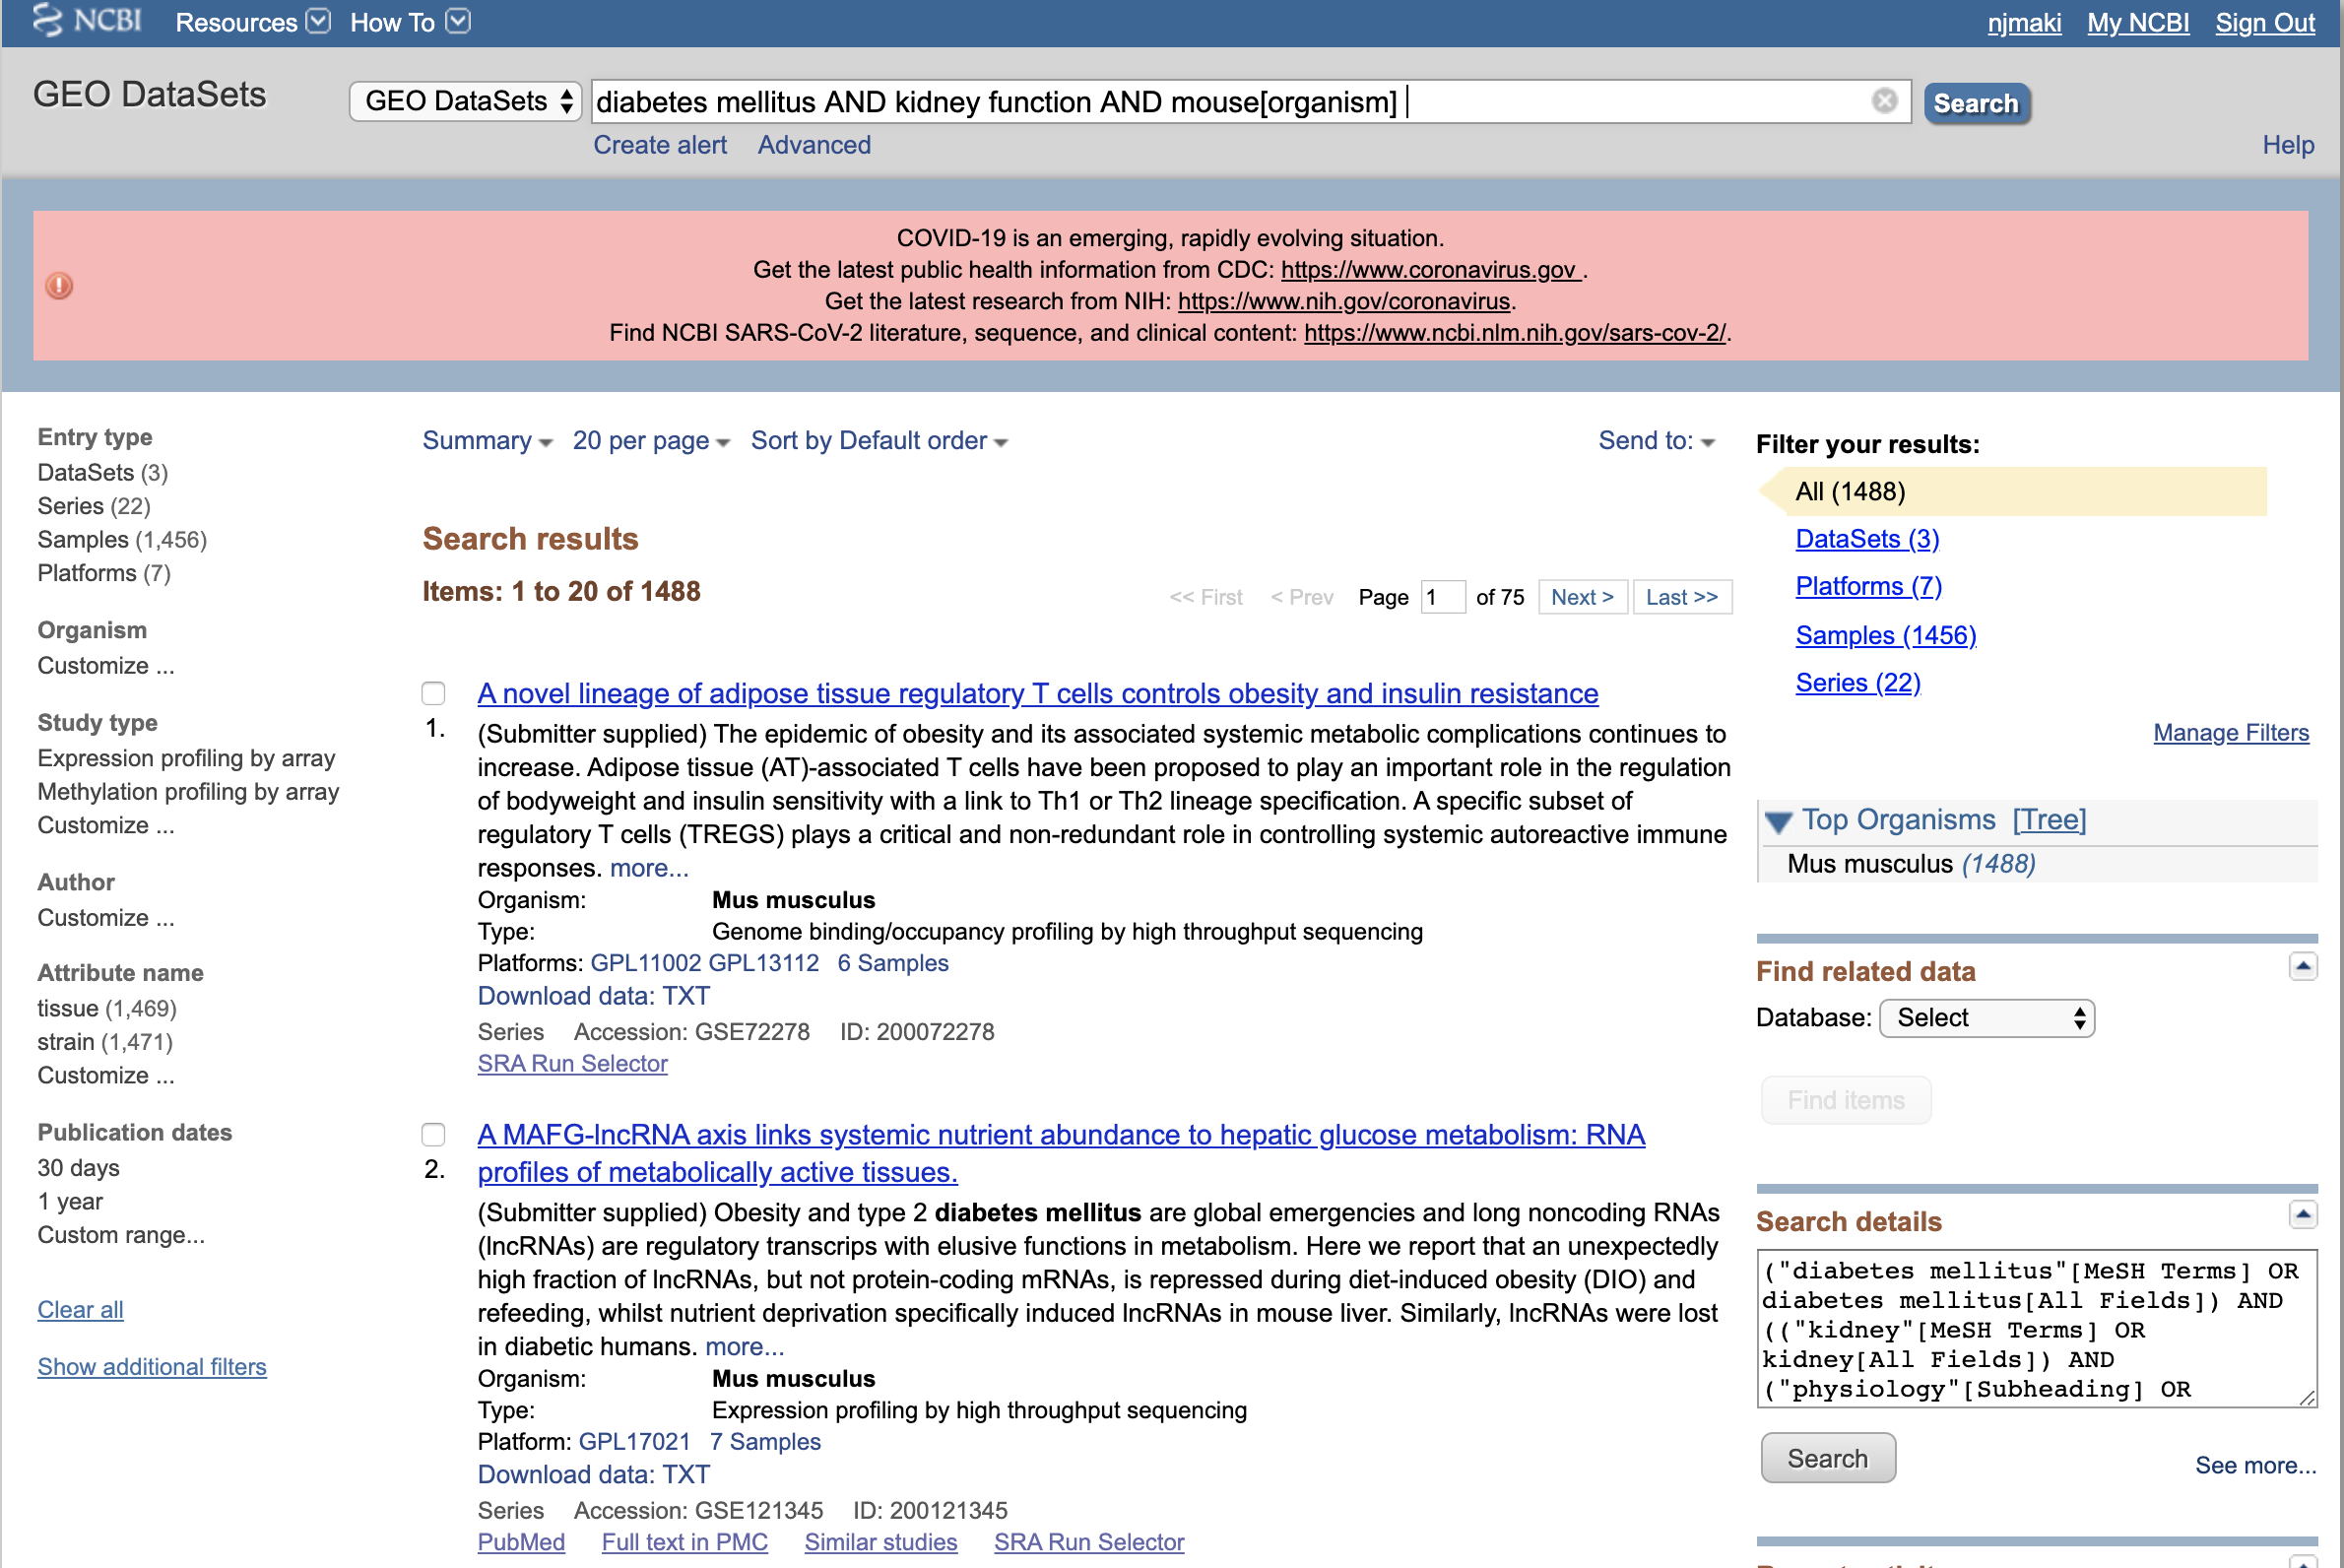 NCBI Resources How To njmaki My NCBI Sign Out
GEO DataSets GEO DataSets diabetes mellitus AND kidney function AND mouse[organism] Search
Create alert Advanced Help
COVID-19 is an emerging, rapidly evolving situation.
Get the latest public health information from CDC: https://www.coronavirus.gov .
Get the latest research from NIH: https://www.nih.gov/coronavirus.
Find NCBI SARS-CoV-2 literature, sequence, and clinical content: https://www.ncbi.nlm.nih.gov/sars-cov-2/.
Entry type
DataSets (3)
Series (22)
Samples (1,456)
Platforms (7)
Organism
Customize ...
Study type
Expression profiling by array
Methylation profiling by array
Customize ...
Author
Customize ...
Attribute name
tissue (1,469)
strain (1,471)
Customize ...
Publication dates
30 days
1 year
Custom range...
Clear all
Show additional filters
Summary 20 per page Sort by Default order Send to:
Search results
Items: 1 to 20 of 1488
<< First < Prev Page 1 of 75 Next > Last >>
A novel lineage of adipose tissue regulatory T cells controls obesity and insulin resistance
1. (Submitter supplied) The epidemic of obesity and its associated systemic metabolic complications continues to
increase. Adipose tissue (AT)-associated T cells have been proposed to play an important role in the regulation
of bodyweight and insulin sensitivity with a link to Th1 or Th2 lineage specification. A specific subset of
regulatory T cells (TREGS) plays a critical and non-redundant role in controlling systemic autoreactive immune
responses. more...
Organism: Mus musculus
Type: Genome binding/occupancy profiling by high throughput sequencing
Platforms: GPL11002 GPL13112 6 Samples
Download data: TXT
Series Accession: GSE72278 ID: 200072278
SRA Run Selector
A MAFG-lncRNA axis links systemic nutrient abundance to hepatic glucose metabolism: RNA
2. profiles of metabolically active tissues.
(Submitter supplied) Obesity and type 2 diabetes mellitus are global emergencies and long noncoding RNAs
(lncRNAs) are regulatory transcrips with elusive functions in metabolism. Here we report that an unexpectedly
high fraction of lncRNAs, but not protein-coding mRNAs, is repressed during diet-induced obesity (DIO) and
refeeding, whilst nutrient deprivation specifically induced lncRNAs in mouse liver. Similarly, lncRNAs were lost
in diabetic humans. more...
Organism: Mus musculus
Type: Expression profiling by high throughput sequencing
Platform: GPL17021 7 Samples
Download data: TXT
Series Accession: GSE121345 ID: 200121345
PubMed Full text in PMC Similar studies SRA Run Selector
Filter your results:
All (1488)
DataSets (3)
Platforms (7)
Samples (1456)
Series (22)
Manage Filters
Top Organisms [Tree]
Mus musculus (1488)
Find related data
Database: Select
Find items
Search details
("diabetes mellitus"[MeSH Terms] OR
diabetes mellitus[All Fields]) AND
(("kidney"[MeSH Terms] OR
kidney[All Fields]) AND
("physiology"[Subheading] OR
Search
See more...